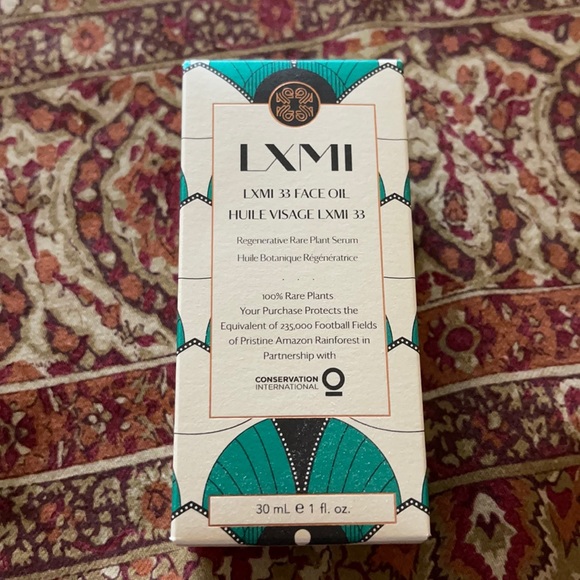 LXMI
LXMI 33 FACE OIL
HUILE VISAGE LXMI 33
Regenerative Rare Plant Serum
Huile Botanique Régénératrice
. . .
100% Rare Plants
Your Purchase Protects the
Equivalent of 235,000 Football Fields
of Pristine Amazon Rainforest in
Partnership with
CONSERVATION
INTERNATIONAL
30 mL ℮ 1 fl. oz.